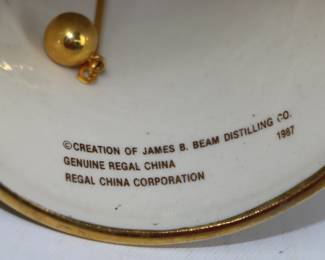 ©CREATION OF JAMES B. BEAM DISTILLING CO.
GENUINE REGAL CHINA 1987
REGAL CHINA CORPORATION